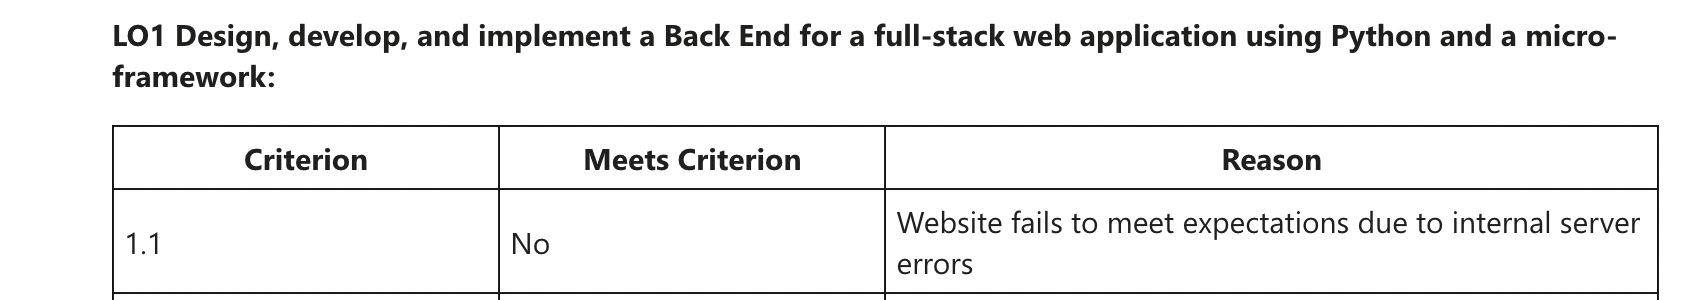 LO1 Design, develop, and implement a Back End for a full-stack web application using Python and a micro-
framework:
Criterion Meets Criterion Reason
1.1 No Website fails to meet expectations due to internal server
errors